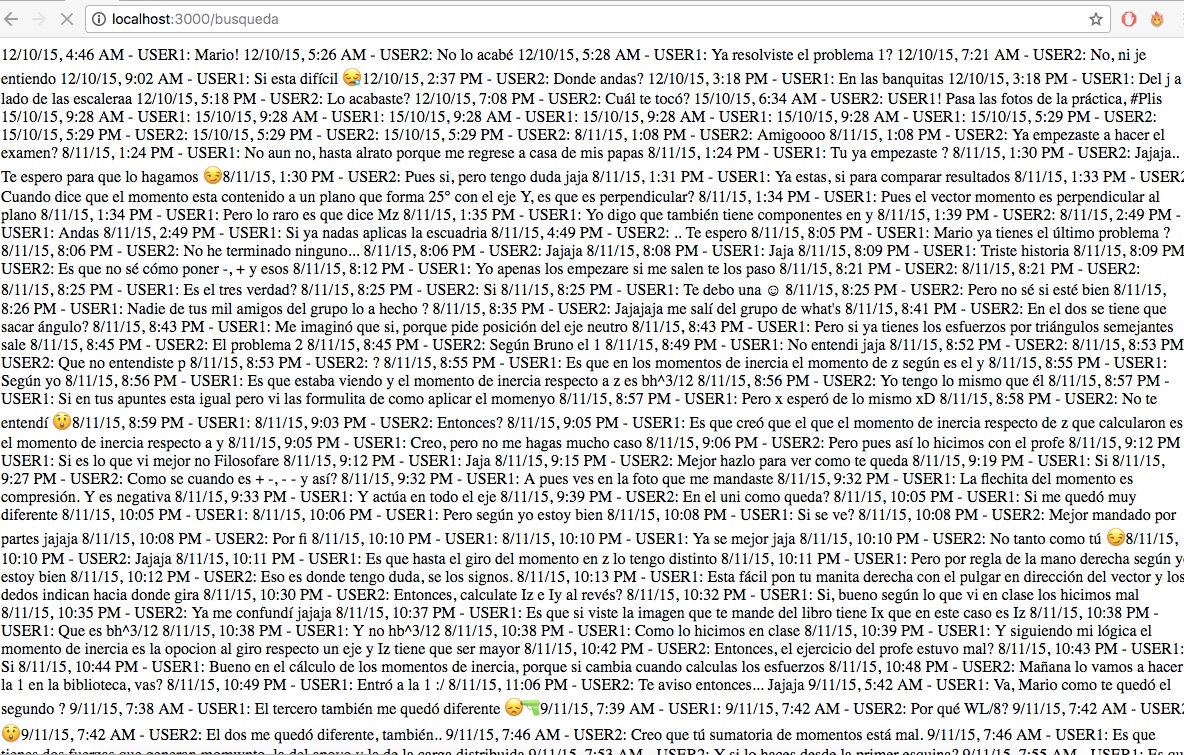 localhost:3000/busqueda
12/10/15, 4:46 AM - USER1: Mario! 12/10/15, 5:26 AM - USER2: No lo acabé 12/10/15, 5:28 AM - USER1: Ya resolviste el problema 1? 12/10/15, 7:21 AM - USER2: No, ni je
entiendo 12/10/15, 9:02 AM - USER1: Si esta difícil 😪12/10/15, 2:37 PM - USER2: Donde andas? 12/10/15, 3:18 PM - USER1: En las banquitas 12/10/15, 3:18 PM - USER1: Del j a
lado de las escaleraa 12/10/15, 5:18 PM - USER2: Lo acabaste? 12/10/15, 7:08 PM - USER2: Cuál te tocó? 15/10/15, 6:34 AM - USER2: USER1! Pasa las fotos de la práctica, #Plis
15/10/15, 9:28 AM - USER1: 15/10/15, 9:28 AM - USER1: 15/10/15, 9:28 AM - USER1: 15/10/15, 9:28 AM - USER1: 15/10/15, 9:28 AM - USER1: 15/10/15, 5:29 PM - USER2:
15/10/15, 5:29 PM - USER2: 15/10/15, 5:29 PM - USER2: 15/10/15, 5:29 PM - USER2: 8/11/15, 1:08 PM - USER2: Amigoooo 8/11/15, 1:08 PM - USER2: Ya empezaste a hacer el
examen? 8/11/15, 1:24 PM - USER1: No aun no, hasta alrato porque me regrese a casa de mis papas 8/11/15, 1:24 PM - USER1: Tu ya empezaste ? 8/11/15, 1:30 PM - USER2: Jajaja..
Te espero para que lo hagamos 😏8/11/15, 1:30 PM - USER2: Pues si, pero tengo duda jaja 8/11/15, 1:31 PM - USER1: Ya estas, si para comparar resultados 8/11/15, 1:33 PM - USER2
Cuando dice que el momento esta contenido a un plano que forma 25° con el eje Y, es que es perpendicular? 8/11/15, 1:34 PM - USER1: Pues el vector momento es perpendicular al
plano 8/11/15, 1:34 PM - USER1: Pero lo raro es que dice Mz 8/11/15, 1:35 PM - USER1: Yo digo que también tiene componentes en y 8/11/15, 1:39 PM - USER2: 8/11/15, 2:49 PM -
USER1: Andas 8/11/15, 2:49 PM - USER1: Si ya nadas aplicas la escuadria 8/11/15, 4:49 PM - USER2: .. Te espero 8/11/15, 8:05 PM - USER1: Mario ya tienes el último problema ?
8/11/15, 8:06 PM - USER2: No he terminado ninguno... 8/11/15, 8:06 PM - USER2: Jajaja 8/11/15, 8:08 PM - USER1: Jaja 8/11/15, 8:09 PM - USER1: Triste historia 8/11/15, 8:09 PM
USER2: Es que no sé cómo poner -, + y esos 8/11/15, 8:12 PM - USER1: Yo apenas los empezare si me salen te los paso 8/11/15, 8:21 PM - USER2: 8/11/15, 8:21 PM - USER2:
8/11/15, 8:25 PM - USER1: Es el tres verdad? 8/11/15, 8:25 PM - USER2: Si 8/11/15, 8:25 PM - USER1: Te debo una ☺ 8/11/15, 8:25 PM - USER2: Pero no sé si esté bien 8/11/15,
8:26 PM - USER1: Nadie de tus mil amigos del grupo lo a hecho ? 8/11/15, 8:35 PM - USER2: Jajajaja me salí del grupo de what's 8/11/15, 8:41 PM - USER2: En el dos se tiene que
sacar ángulo? 8/11/15, 8:43 PM - USER1: Me imaginó que si, porque pide posición del eje neutro 8/11/15, 8:43 PM - USER1: Pero si ya tienes los esfuerzos por triángulos semejantes
sale 8/11/15, 8:45 PM - USER2: El problema 2 8/11/15, 8:45 PM - USER2: Según Bruno el 1 8/11/15, 8:49 PM - USER1: No entendi jaja 8/11/15, 8:52 PM - USER2: 8/11/15, 8:53 PM
USER2: Que no entendiste p 8/11/15, 8:53 PM - USER2: ? 8/11/15, 8:55 PM - USER1: Es que en los momentos de inercia el momento de z según es el y 8/11/15, 8:55 PM - USER1:
Según yo 8/11/15, 8:56 PM - USER1: Es que estaba viendo y el momento de inercia respecto a z es bh^3/12 8/11/15, 8:56 PM - USER2: Yo tengo lo mismo que él 8/11/15, 8:57 PM -
USER1: Si en tus apuntes esta igual pero vi las formulita de como aplicar el momenyo 8/11/15, 8:57 PM - USER1: Pero x esperó de lo mismo xD 8/11/15, 8:58 PM - USER2: No te
entendí 😲8/11/15, 8:59 PM - USER1: 8/11/15, 9:03 PM - USER2: Entonces? 8/11/15, 9:05 PM - USER1: Es que creó que el que el momento de inercia respecto de z que calcularon es
el momento de inercia respecto a y 8/11/15, 9:05 PM - USER1: Creo, pero no me hagas mucho caso 8/11/15, 9:06 PM - USER2: Pero pues así lo hicimos con el profe 8/11/15, 9:12 PM
USER1: Si es lo que vi mejor no Filosofare 8/11/15, 9:12 PM - USER1: Jaja 8/11/15, 9:15 PM - USER2: Mejor hazlo para ver como te queda 8/11/15, 9:19 PM - USER1: Si 8/11/15,
9:27 PM - USER2: Como se cuando es + -, - - y así? 8/11/15, 9:32 PM - USER1: A pues ves en la foto que me mandaste 8/11/15, 9:32 PM - USER1: La flechita del momento es
compresión. Y es negativa 8/11/15, 9:33 PM - USER1: Y actúa en todo el eje 8/11/15, 9:39 PM - USER2: En el uni como queda? 8/11/15, 10:05 PM - USER1: Si me quedó muy
diferente 8/11/15, 10:05 PM - USER1: 8/11/15, 10:06 PM - USER1: Pero según yo estoy bien 8/11/15, 10:08 PM - USER1: Si se ve? 8/11/15, 10:08 PM - USER2: Mejor mandado por
partes jajaja 8/11/15, 10:08 PM - USER2: Por fi 8/11/15, 10:10 PM - USER1: 8/11/15, 10:10 PM - USER1: Ya se mejor jaja 8/11/15, 10:10 PM - USER2: No tanto como tú 😏8/11/15,
10:10 PM - USER2: Jajaja 8/11/15, 10:11 PM - USER1: Es que hasta el giro del momento en z lo tengo distinto 8/11/15, 10:11 PM - USER1: Pero por regla de la mano derecha según y
estoy bien 8/11/15, 10:12 PM - USER2: Eso es donde tengo duda, se los signos. 8/11/15, 10:13 PM - USER1: Esta fácil pon tu manita derecha con el pulgar en dirección del vector y los
dedos indican hacia donde gira 8/11/15, 10:30 PM - USER2: Entonces, calculate Iz e Iy al revés? 8/11/15, 10:32 PM - USER1: Si, bueno según lo que vi en clase los hicimos mal
8/11/15, 10:35 PM - USER2: Ya me confundí jajaja 8/11/15, 10:37 PM - USER1: Es que si viste la imagen que te mande del libro tiene Ix que en este caso es Iz 8/11/15, 10:38 PM -
USER1: Que es bh^3/12 8/11/15, 10:38 PM - USER1: Y no hb^3/12 8/11/15, 10:38 PM - USER1: Como lo hicimos en clase 8/11/15, 10:39 PM - USER1: Y siguiendo mi lógica el
momento de inercia es la opocion al giro respecto un eje y Iz tiene que ser mayor 8/11/15, 10:42 PM - USER2: Entonces, el ejercicio del profe estuvo mal? 8/11/15, 10:43 PM - USER1:
Si 8/11/15, 10:44 PM - USER1: Bueno en el cálculo de los momentos de inercia, porque si cambia cuando calculas los esfuerzos 8/11/15, 10:48 PM - USER2: Mañana lo vamos a hacer
la 1 en la biblioteca, vas? 8/11/15, 10:49 PM - USER1: Entró a la 1 :/ 8/11/15, 11:06 PM - USER2: Te aviso entonces... Jajaja 9/11/15, 5:42 AM - USER1: Va, Mario como te quedó el
segundo ? 9/11/15, 7:38 AM - USER1: El tercero también me quedó diferente 😞🔫9/11/15, 7:39 AM - USER1: 9/11/15, 7:42 AM - USER2: Por qué WL/8? 9/11/15, 7:42 AM - USER2
😲9/11/15, 7:42 AM - USER2: El dos me quedó diferente, también.. 9/11/15, 7:46 AM - USER2: Creo que tú sumatoria de momentos está mal. 9/11/15, 7:46 AM - USER1: Es que
tienes dos fuerzas que generan momento, la del apoyo y la de la carga distribuida 9/11/15, 7:53 AM - USER2: Y si lo haces desde la primer esquina? 9/11/15, 7:55 AM - USER1: Es que